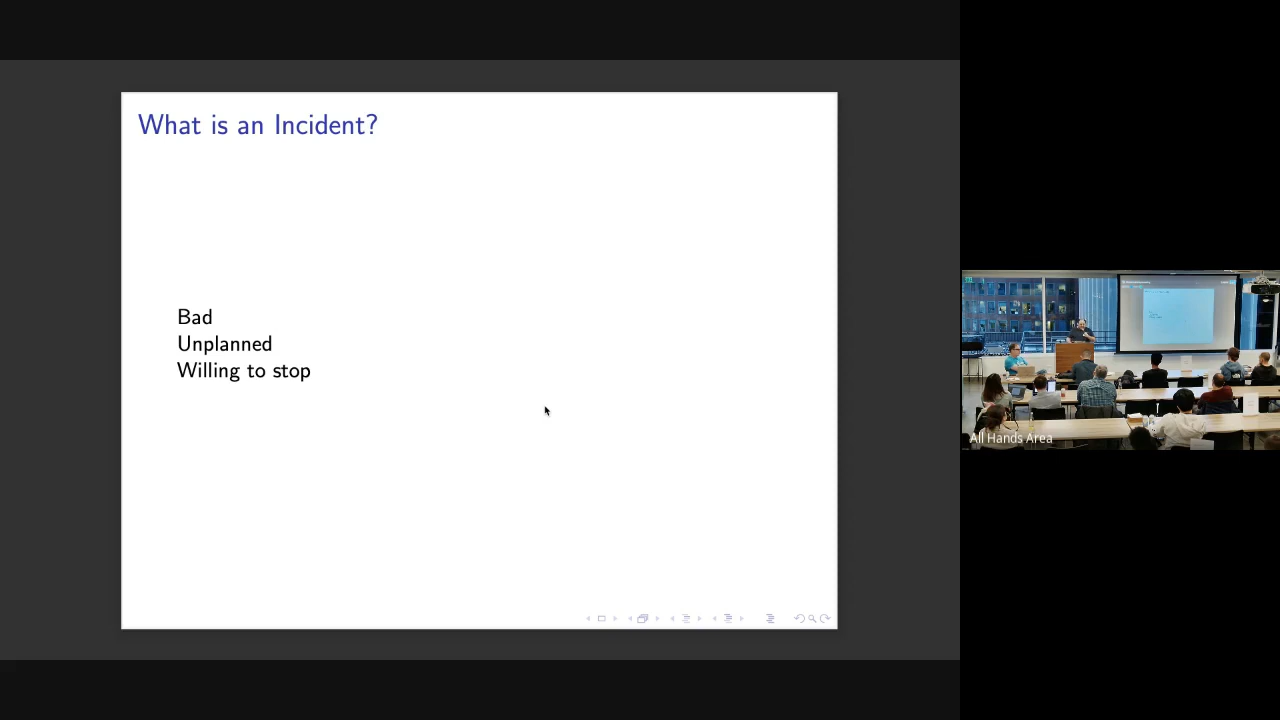 What is an Incident?
Bad
Unplanned
Willing to stop
All Hands Area